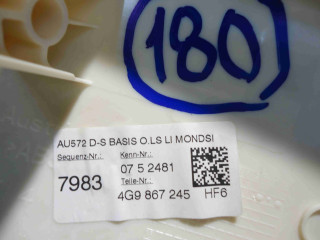 180
AU572 D-S BASIS O.LS LI MONDSI
Sequenz-Nr.: Kenn-Nr.:
7983 07 5 2481
Teile-Nr.:
4G9 867 245 HF6